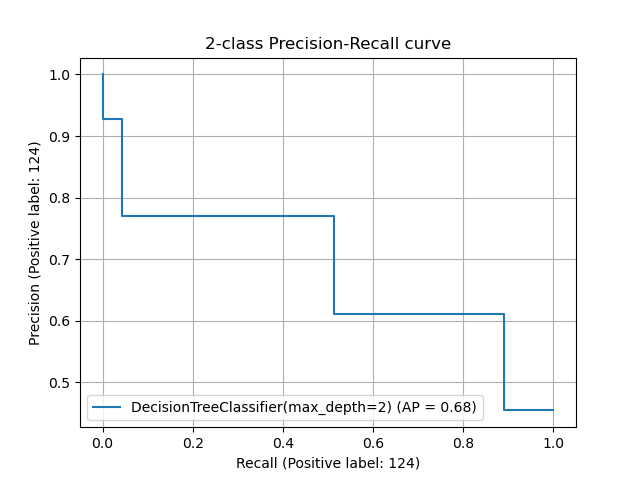 2-class Precision-Recall curve
1.0
0.9
0.8
0.7
0.6
0.5
Precision (Positive label: 124)
DecisionTreeClassifier(max_depth=2) (AP = 0.68)
0.0 0.2 0.4 0.6 0.8 1.0
Recall (Positive label: 124)